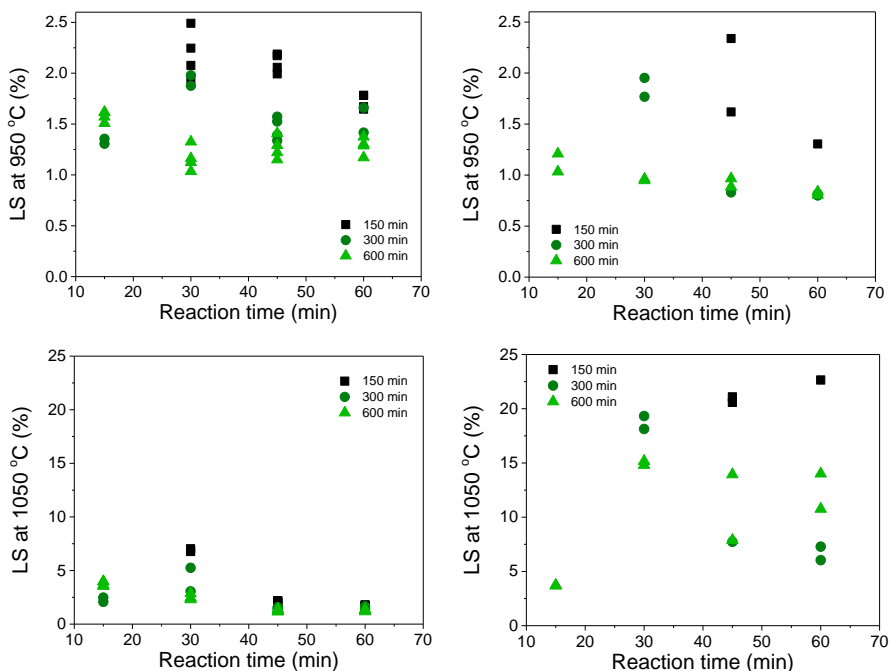 2.5
2.0
1.5
1.0
0.5
0.0
LS at 950 °C (%)
150 min
300 min
600 min
10 20 30 40 50 60 70
Reaction time (min)
2.5
2.0
1.5
1.0
0.5
0.0
LS at 950 °C (%)
150 min
300 min
600 min
10 20 30 40 50 60 70
Reaction time (min)
25
20
15
10
5
0
LS at 1050 °C (%)
150 min
300 min
600 min
10 20 30 40 50 60 70
Reaction time (min)
25
20
15
10
5
0
LS at 1050 °C (%)
150 min
300 min
600 min
10 20 30 40 50 60 70
Reaction time (min)